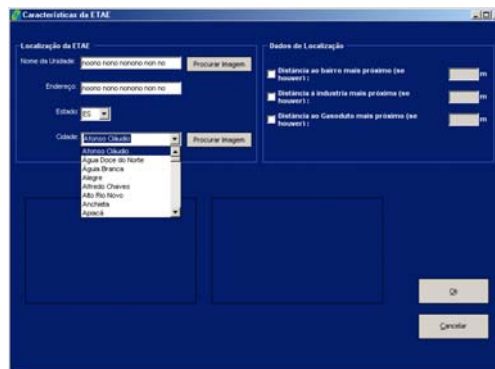 Características da ETAE
Localização da ETAE
Nome da Unidade: noono nono nonono non no
Procurar Imagem
Endereço: noono nono nonono non no
Estado: ES
Cidade: Afonso Cláudio
Procurar Imagem
Afonso Cláudio
Água Doce do Norte
Águia Branca
Alegre
Alfredo Chaves
Alto Rio Novo
Anchieta
Apiacá
Dados de Localização
Distância ao bairro mais próximo (se
houver) :
m
Distância à industria mais próxima (se
houver) :
m
Distância ao Gasoduto mais próximo (se
houver) :
m
Ok
Cancelar